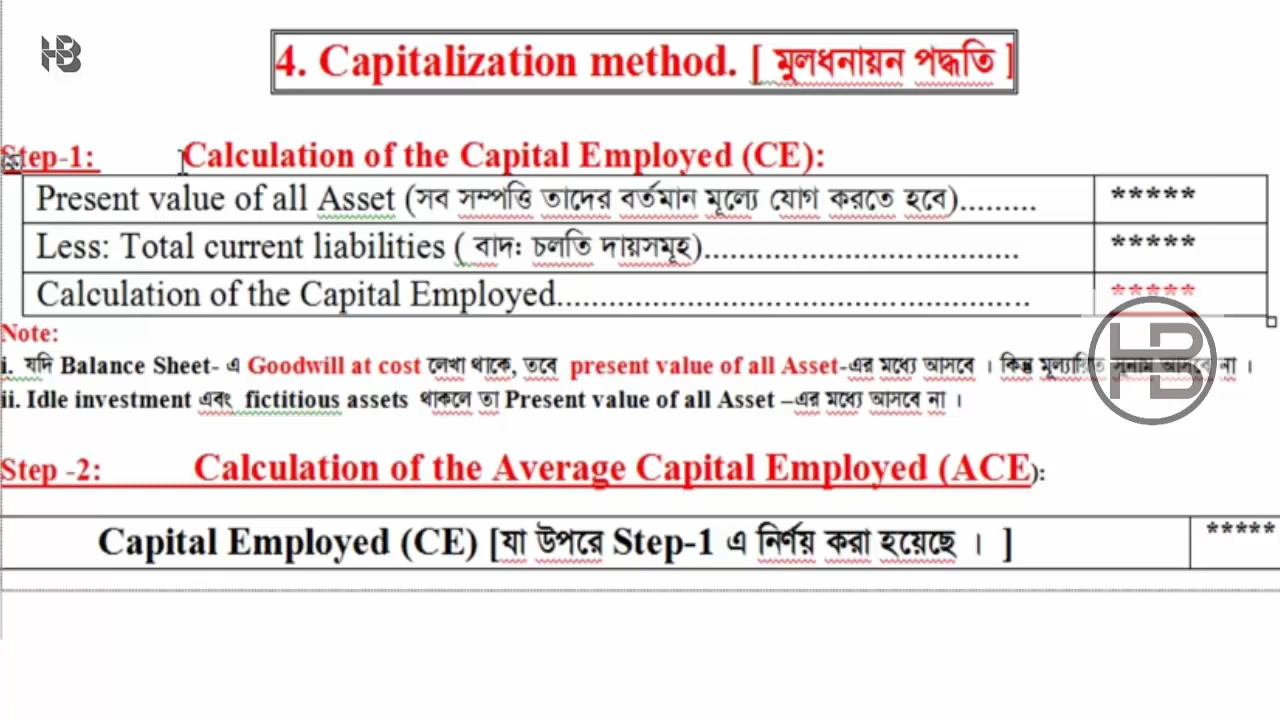 HB
4. Capitalization method. [ মুলধনায়ন পদ্ধতি ]
Step-1: Calculation of the Capital Employed (CE):
Present value of all Asset (সব সম্পত্তি তাদের বর্তমান মূল্যে যোগ করতে হবে)......... *****
Less: Total current liabilities ( বাদঃ চলতি দায়সমূহ)..................................... *****
Calculation of the Capital Employed....................................................... *****
Note:
i. যদি Balance Sheet- এ Goodwill at cost লেখা থাকে, তবে present value of all Asset-এর মধ্যে আসবে । কিন্তু মূল্যায়িত সুনাম আসবে না ।
ii. Idle investment এবং fictitious assets থাকলে তা Present value of all Asset –এর মধ্যে আসবে না ।
Step -2: Calculation of the Average Capital Employed (ACE):
Capital Employed (CE) [যা উপরে Step-1 এ নির্ণয় করা হয়েছে । ] *****